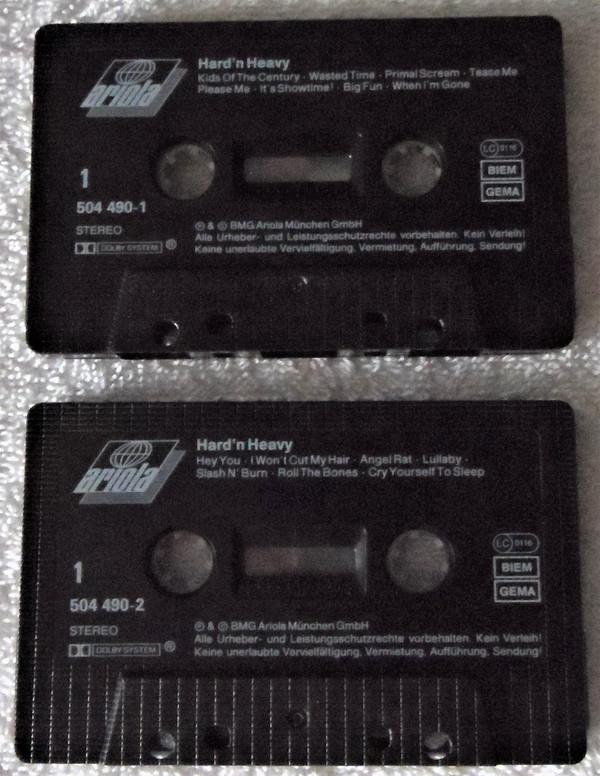 ariola
Hard'n Heavy
Kids Of The Century · Wasted Time · Primal Scream · Tease Me
Please Me · It's Showtime! · Big Fun · When I'm Gone
1
504 490-1
STEREO
DOLBY SYSTEM ®
LC 0116
BIEM
GEMA
℗ & © BMG Ariola München GmbH
Alle Urheber- und Leistungsschutzrechte vorbehalten. Kein Verleih!
Keine unerlaubte Vervielfältigung, Vermietung, Aufführung, Sendung!
ariola
Hard'n Heavy
Hey You · I Won't Cut My Hair · Angel Rat · Lullaby ·
Slash N' Burn · Roll The Bones · Cry Yourself To Sleep
1
504 490-2
STEREO
DOLBY SYSTEM ®
LC 0116
BIEM
GEMA
℗ & © BMG Ariola München GmbH
Alle Urheber- und Leistungsschutzrechte vorbehalten. Kein Verleih!
Keine unerlaubte Vervielfältigung, Vermietung, Aufführung, Sendung!